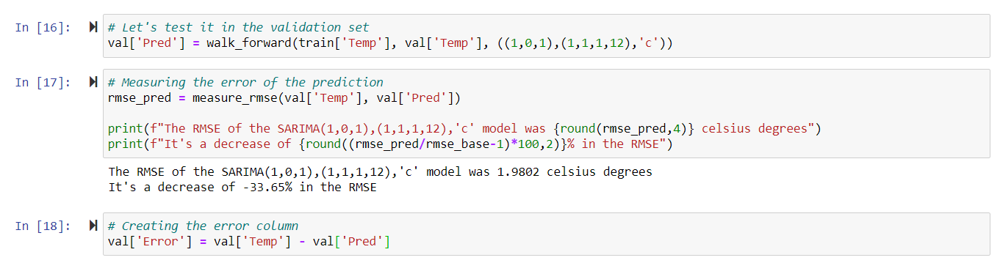 In [16]:
# Let's test it in the validation set
val['Pred'] = walk_forward(train['Temp'], val['Temp'], ((1,0,1),(1,1,1,12),'c'))
In [17]:
# Measuring the error of the prediction
rmse_pred = measure_rmse(val['Temp'], val['Pred'])
print(f"The RMSE of the SARIMA(1,0,1),(1,1,1,12),'c' model was {round(rmse_pred,4)} celsius degrees")
print(f"It's a decrease of {round((rmse_pred/rmse_base-1)*100,2)}% in the RMSE")
The RMSE of the SARIMA(1,0,1),(1,1,1,12),'c' model was 1.9802 celsius degrees
It's a decrease of -33.65% in the RMSE
In [18]:
# Creating the error column
val['Error'] = val['Temp'] - val['Pred']